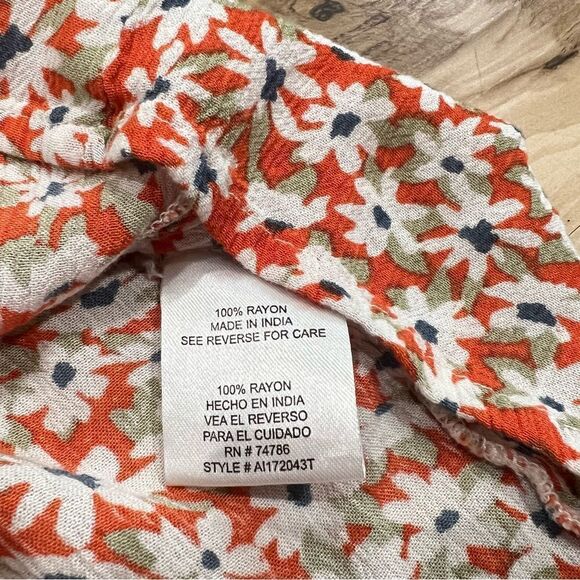 100% RAYON
MADE IN INDIA
SEE REVERSE FOR CARE
100% RAYON
HECHO EN INDIA
VEA EL REVERSO
PARA EL CUIDADO
RN # 74786
STYLE # AI172043T